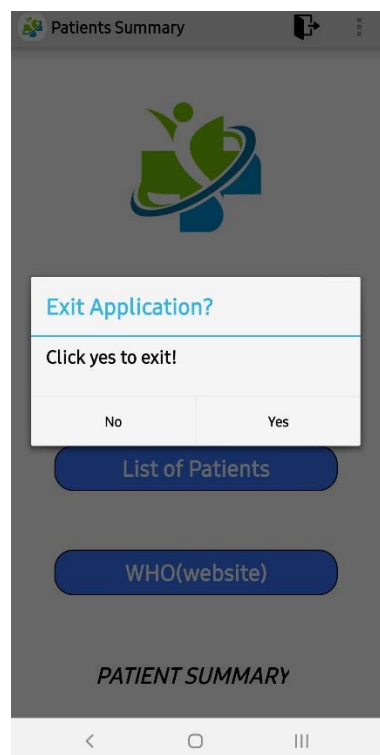 Patients Summary
Exit Application?
Click yes to exit!
No Yes
List of Patients
WHO(website)
PATIENT SUMMARY